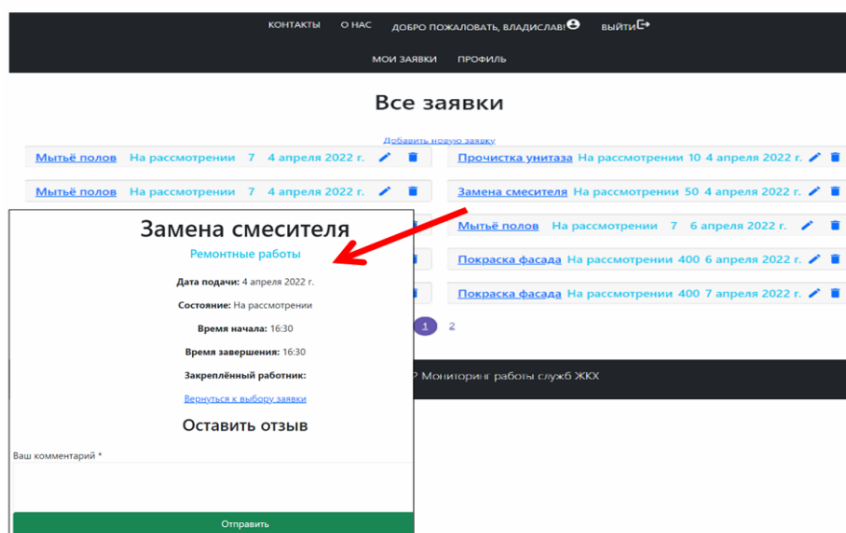 КОНТАКТЫ О НАС ДОБРО ПОЖАЛОВАТЬ, ВЛАДИСЛАВ! ВЫЙТИ
МОИ ЗАЯВКИ ПРОФИЛЬ
Все заявки
Добавить новую заявку
Мытьё полов На рассмотрении 7 4 апреля 2022 г.
Прочистка унитаза На рассмотрении 10 4 апреля 2022 г.
Мытьё полов На рассмотрении 7 4 апреля 2022 г.
Замена смесителя На рассмотрении 50 4 апреля 2022 г.
Мытьё полов На рассмотрении 7 6 апреля 2022 г.
Покраска фасада На рассмотрении 400 6 апреля 2022 г.
Покраска фасада На рассмотрении 400 7 апреля 2022 г.
1 2
Р Мониторинг работы служб ЖКХ
Замена смесителя
Ремонтные работы
Дата подачи: 4 апреля 2022 г.
Состояние: На рассмотрении
Время начала: 16:30
Время завершения: 16:30
Закреплённый работник:
Вернуться к выбору заявки
Оставить отзыв
Ваш комментарий *
Отправить